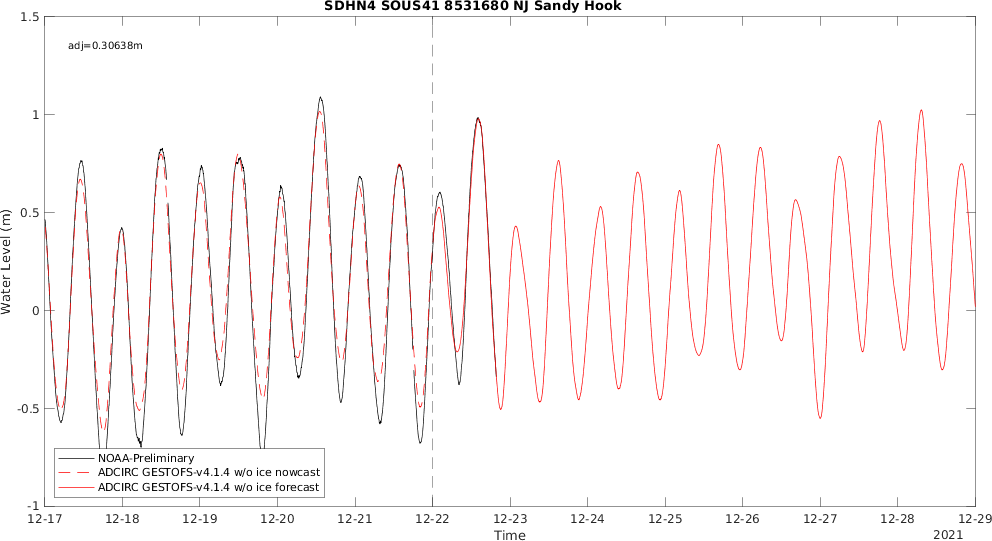 SDHN4 SOUS41 8531680 NJ Sandy Hook
adj=0.30638m
1.5
1
0.5
0
-0.5
-1
Water Level (m)
NOAA-Preliminary
ADCIRC GESTOFS-v4.1.4 w/o ice nowcast
ADCIRC GESTOFS-v4.1.4 w/o ice forecast
12-17 12-18 12-19 12-20 12-21 12-22 12-23 12-24 12-25 12-26 12-27 12-28 12-29
Time
2021